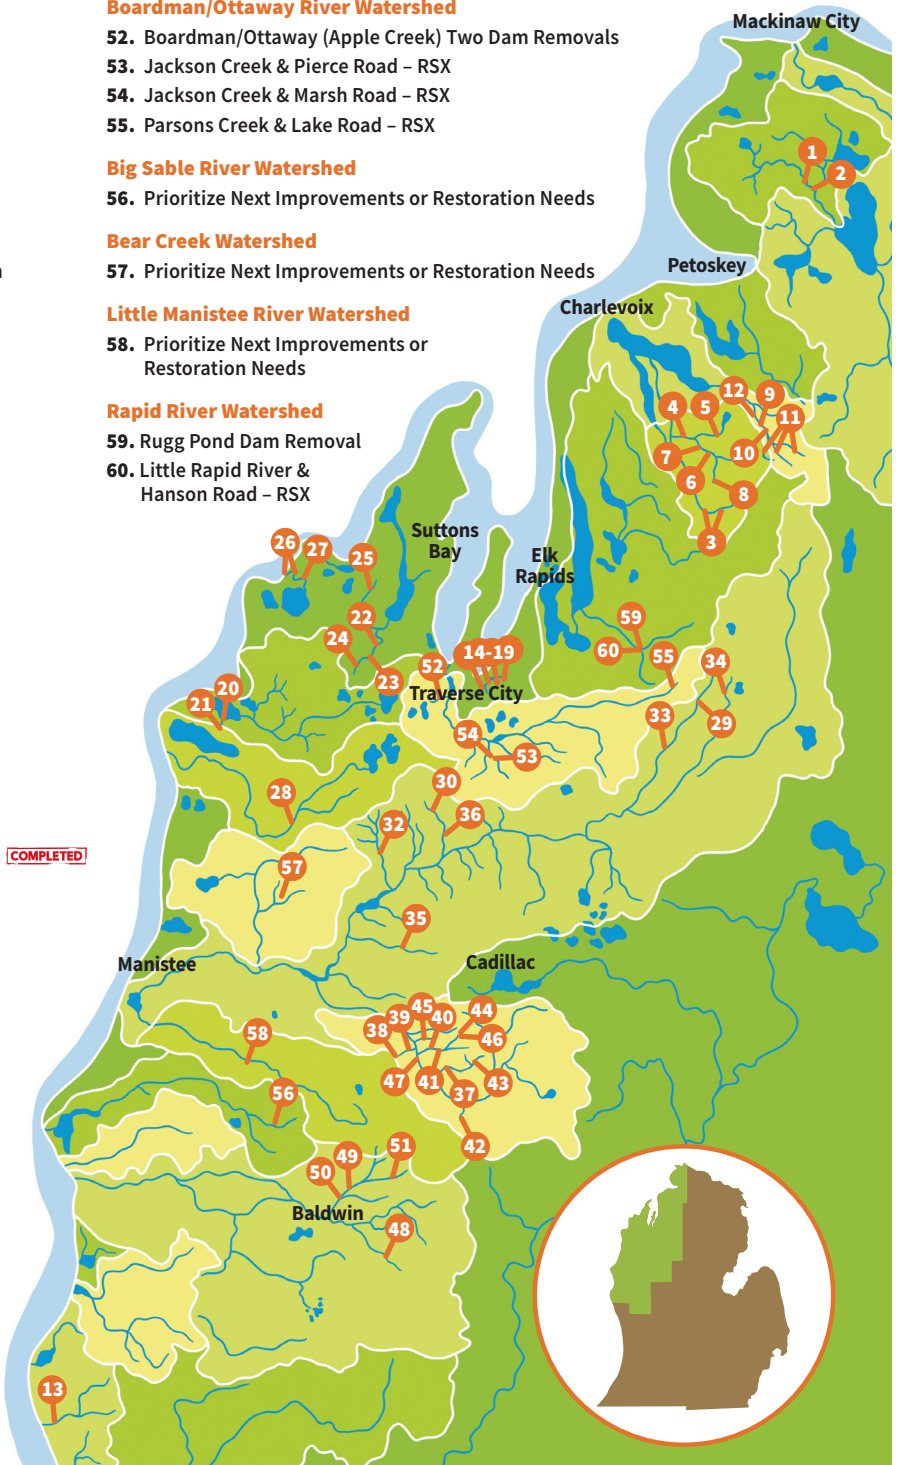 Boardman/Ottaway River Watershed
52. Boardman/Ottaway (Apple Creek) Two Dam Removals
53. Jackson Creek & Pierce Road – RSX
54. Jackson Creek & Marsh Road – RSX
55. Parsons Creek & Lake Road – RSX
Big Sable River Watershed
56. Prioritize Next Improvements or Restoration Needs
Bear Creek Watershed
57. Prioritize Next Improvements or Restoration Needs
Little Manistee River Watershed
58. Prioritize Next Improvements or
Restoration Needs
Rapid River Watershed
59. Rugg Pond Dam Removal
60. Little Rapid River &
Hanson Road – RSX
COMPLETED
Mackinaw City
1
2
Petoskey
Charlevoix
12
9
4
5
11
7
10
6
8
3
Suttons
Bay
Elk
Rapids
26
27
25
22
24
23
59
60
55
34
52
14-19
Traverse City
20
21
33
29
54
53
28
30
32
36
57
35
Manistee
Cadillac
45
44
39
40
38
46
58
47
41
37
43
56
42
51
49
50
Baldwin
48
13